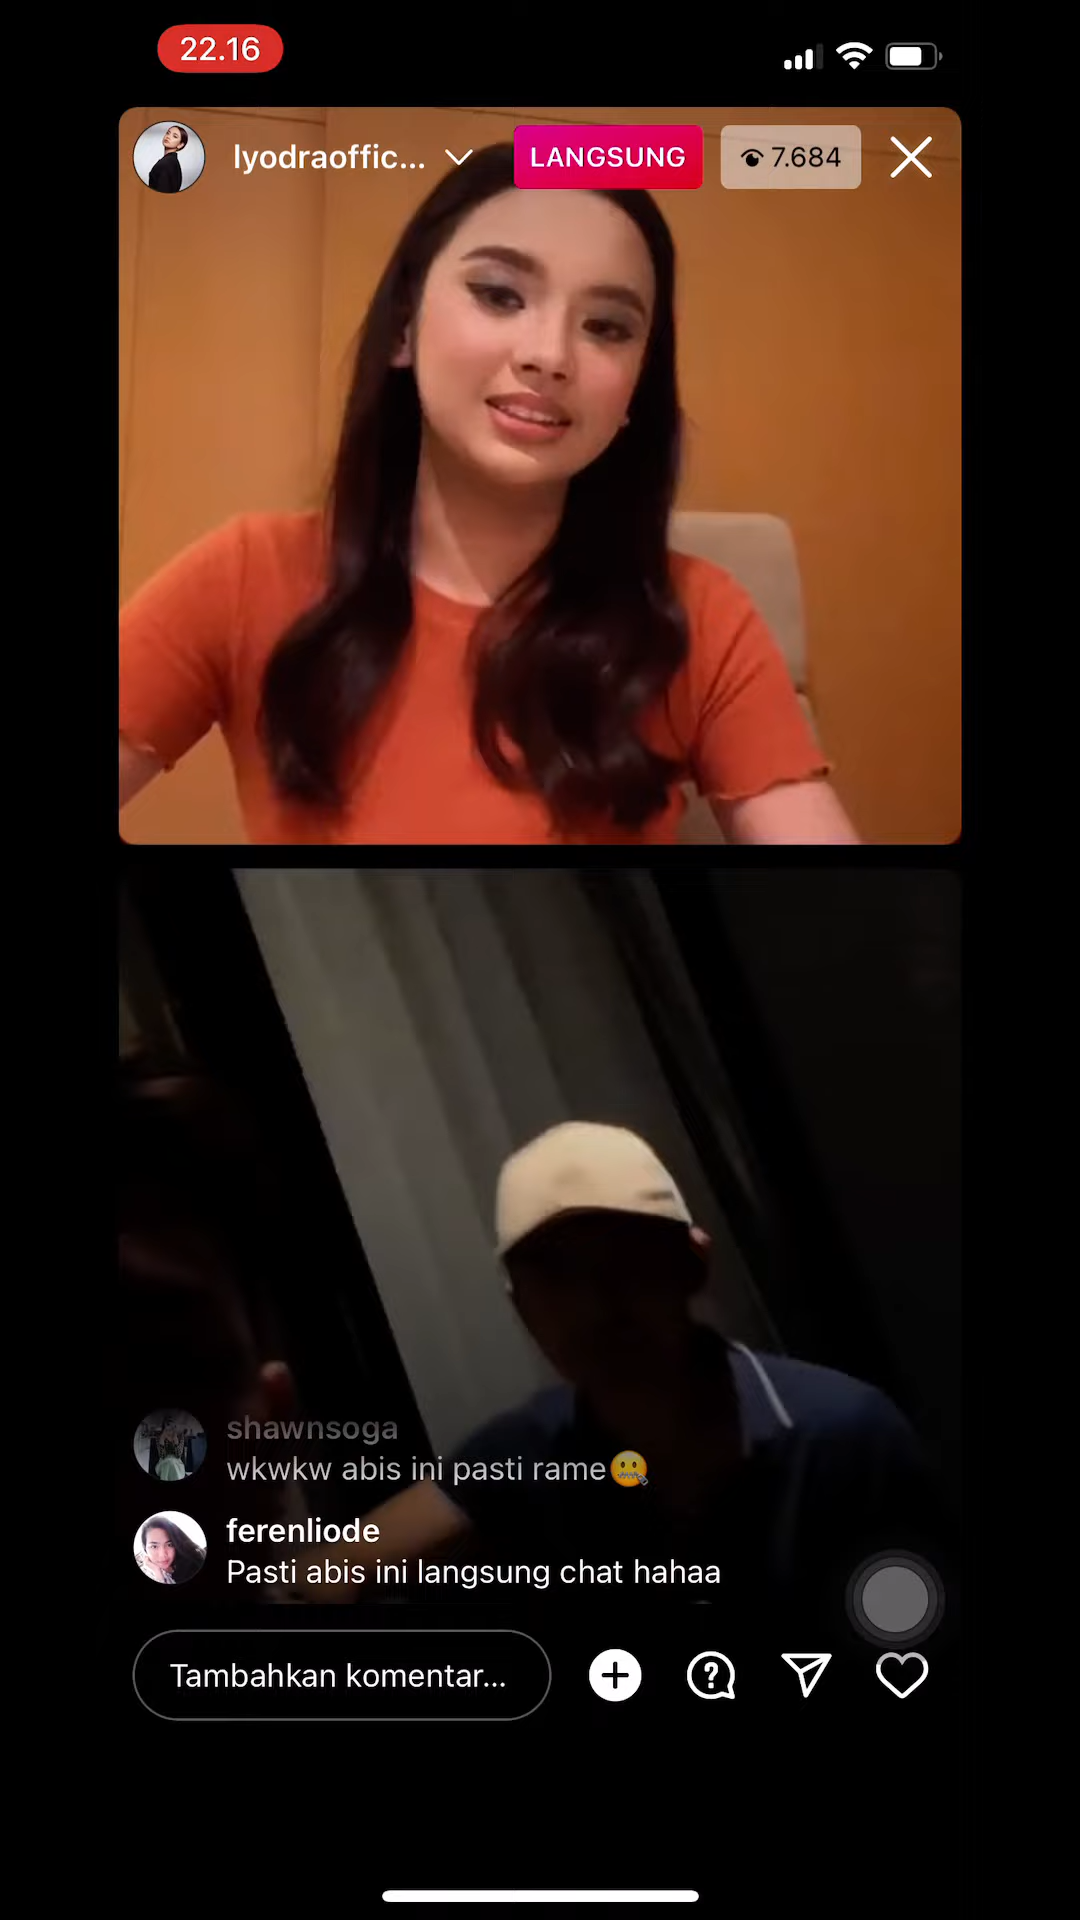 22.16
lyodraoffic...
LANGSUNG
7.684
shawnsoga
wkwkw abis ini pasti rame🤐
ferenliode
Pasti abis ini langsung chat hahaa
Tambahkan komentar...